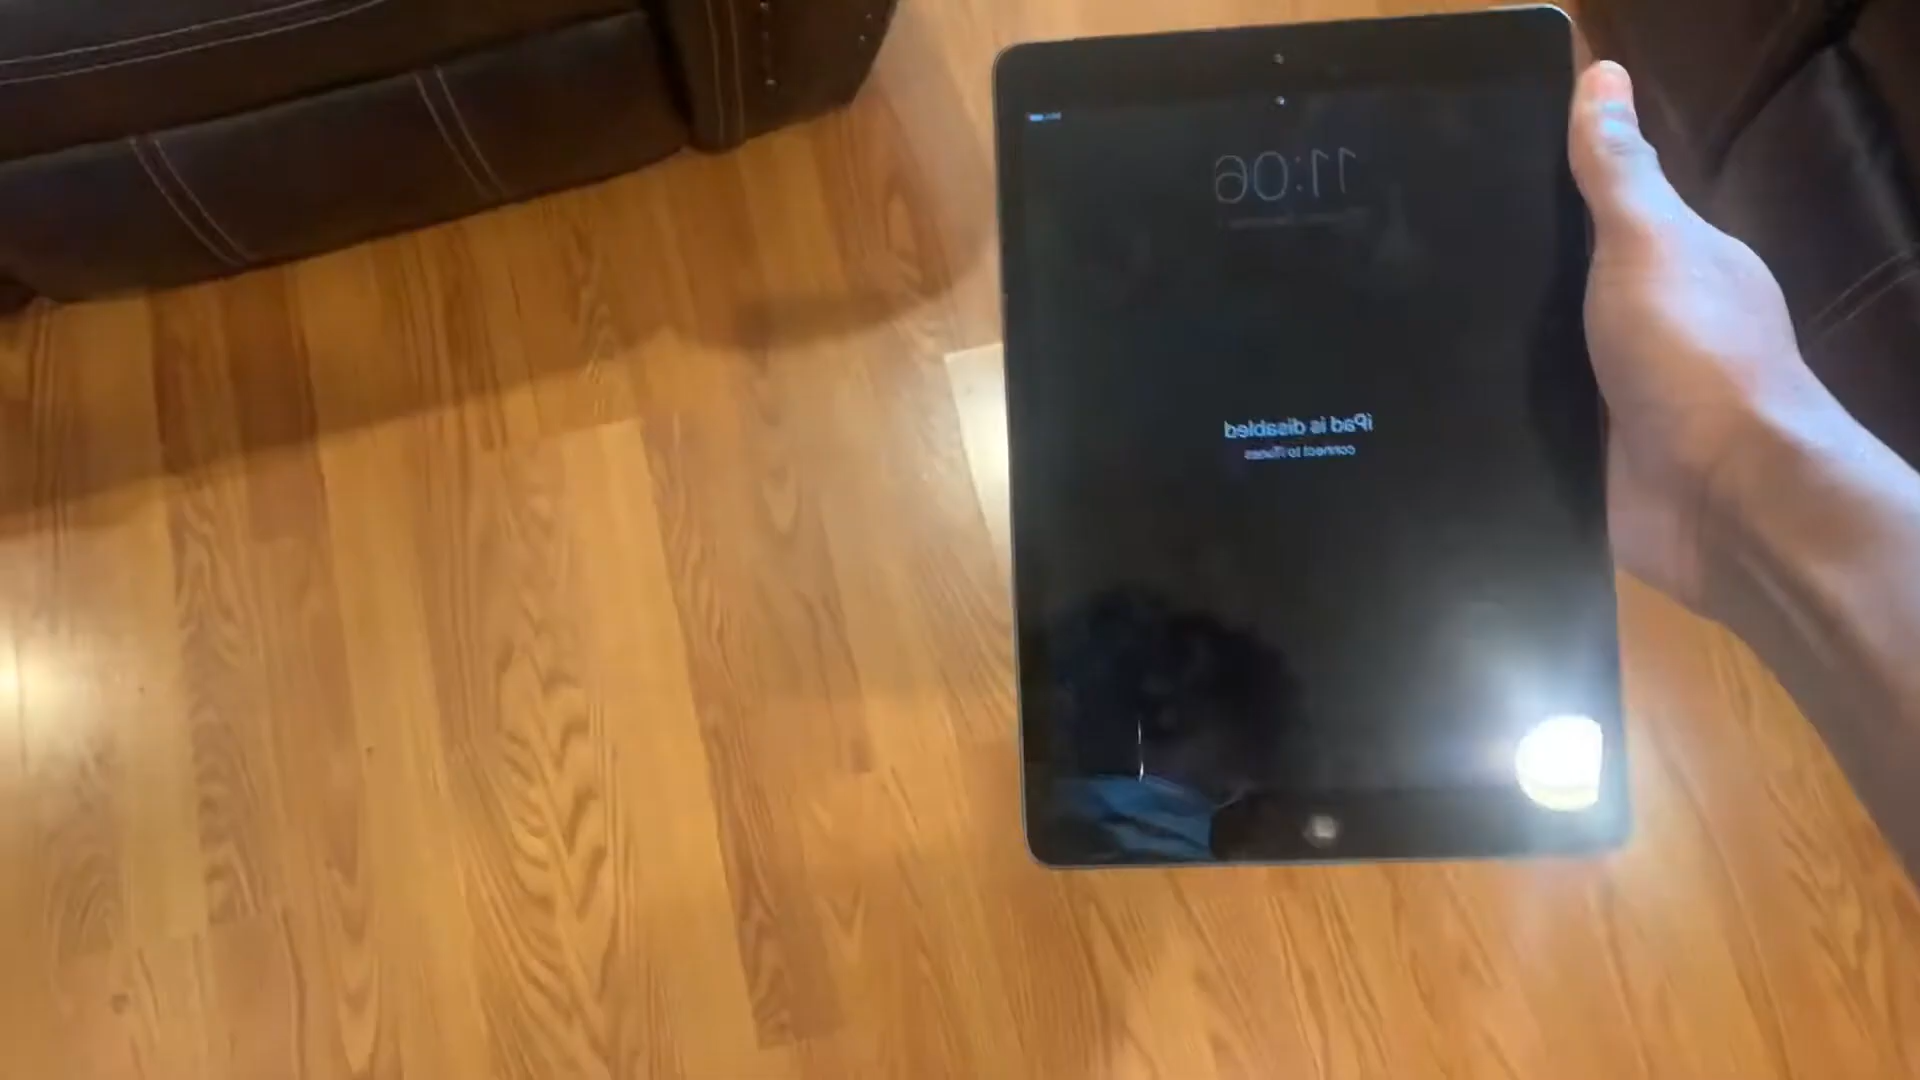 11:06
iPad is disabled
connect to iTunes